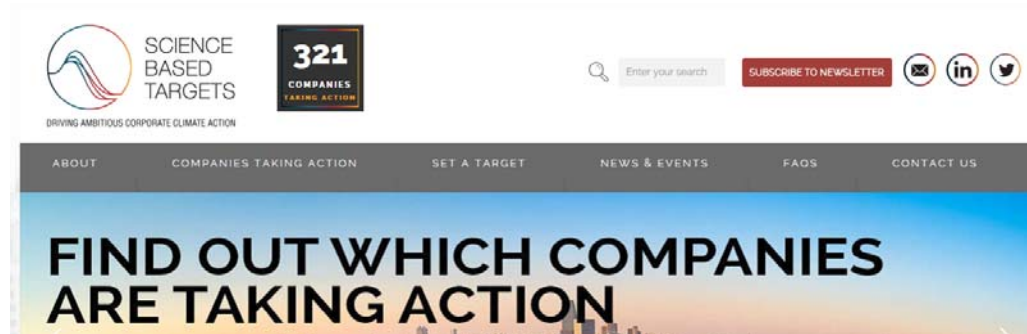 SCIENCE
BASED
TARGETS
DRIVING AMBITIOUS CORPORATE CLIMATE ACTION
321
COMPANIES
TAKING ACTION
Enter your search
SUBSCRIBE TO NEWSLETTER
in
ABOUT
COMPANIES TAKING ACTION
SET A TARGET
NEWS & EVENTS
FAQS
CONTACT US
FIND OUT WHICH COMPANIES
ARE TAKING ACTION